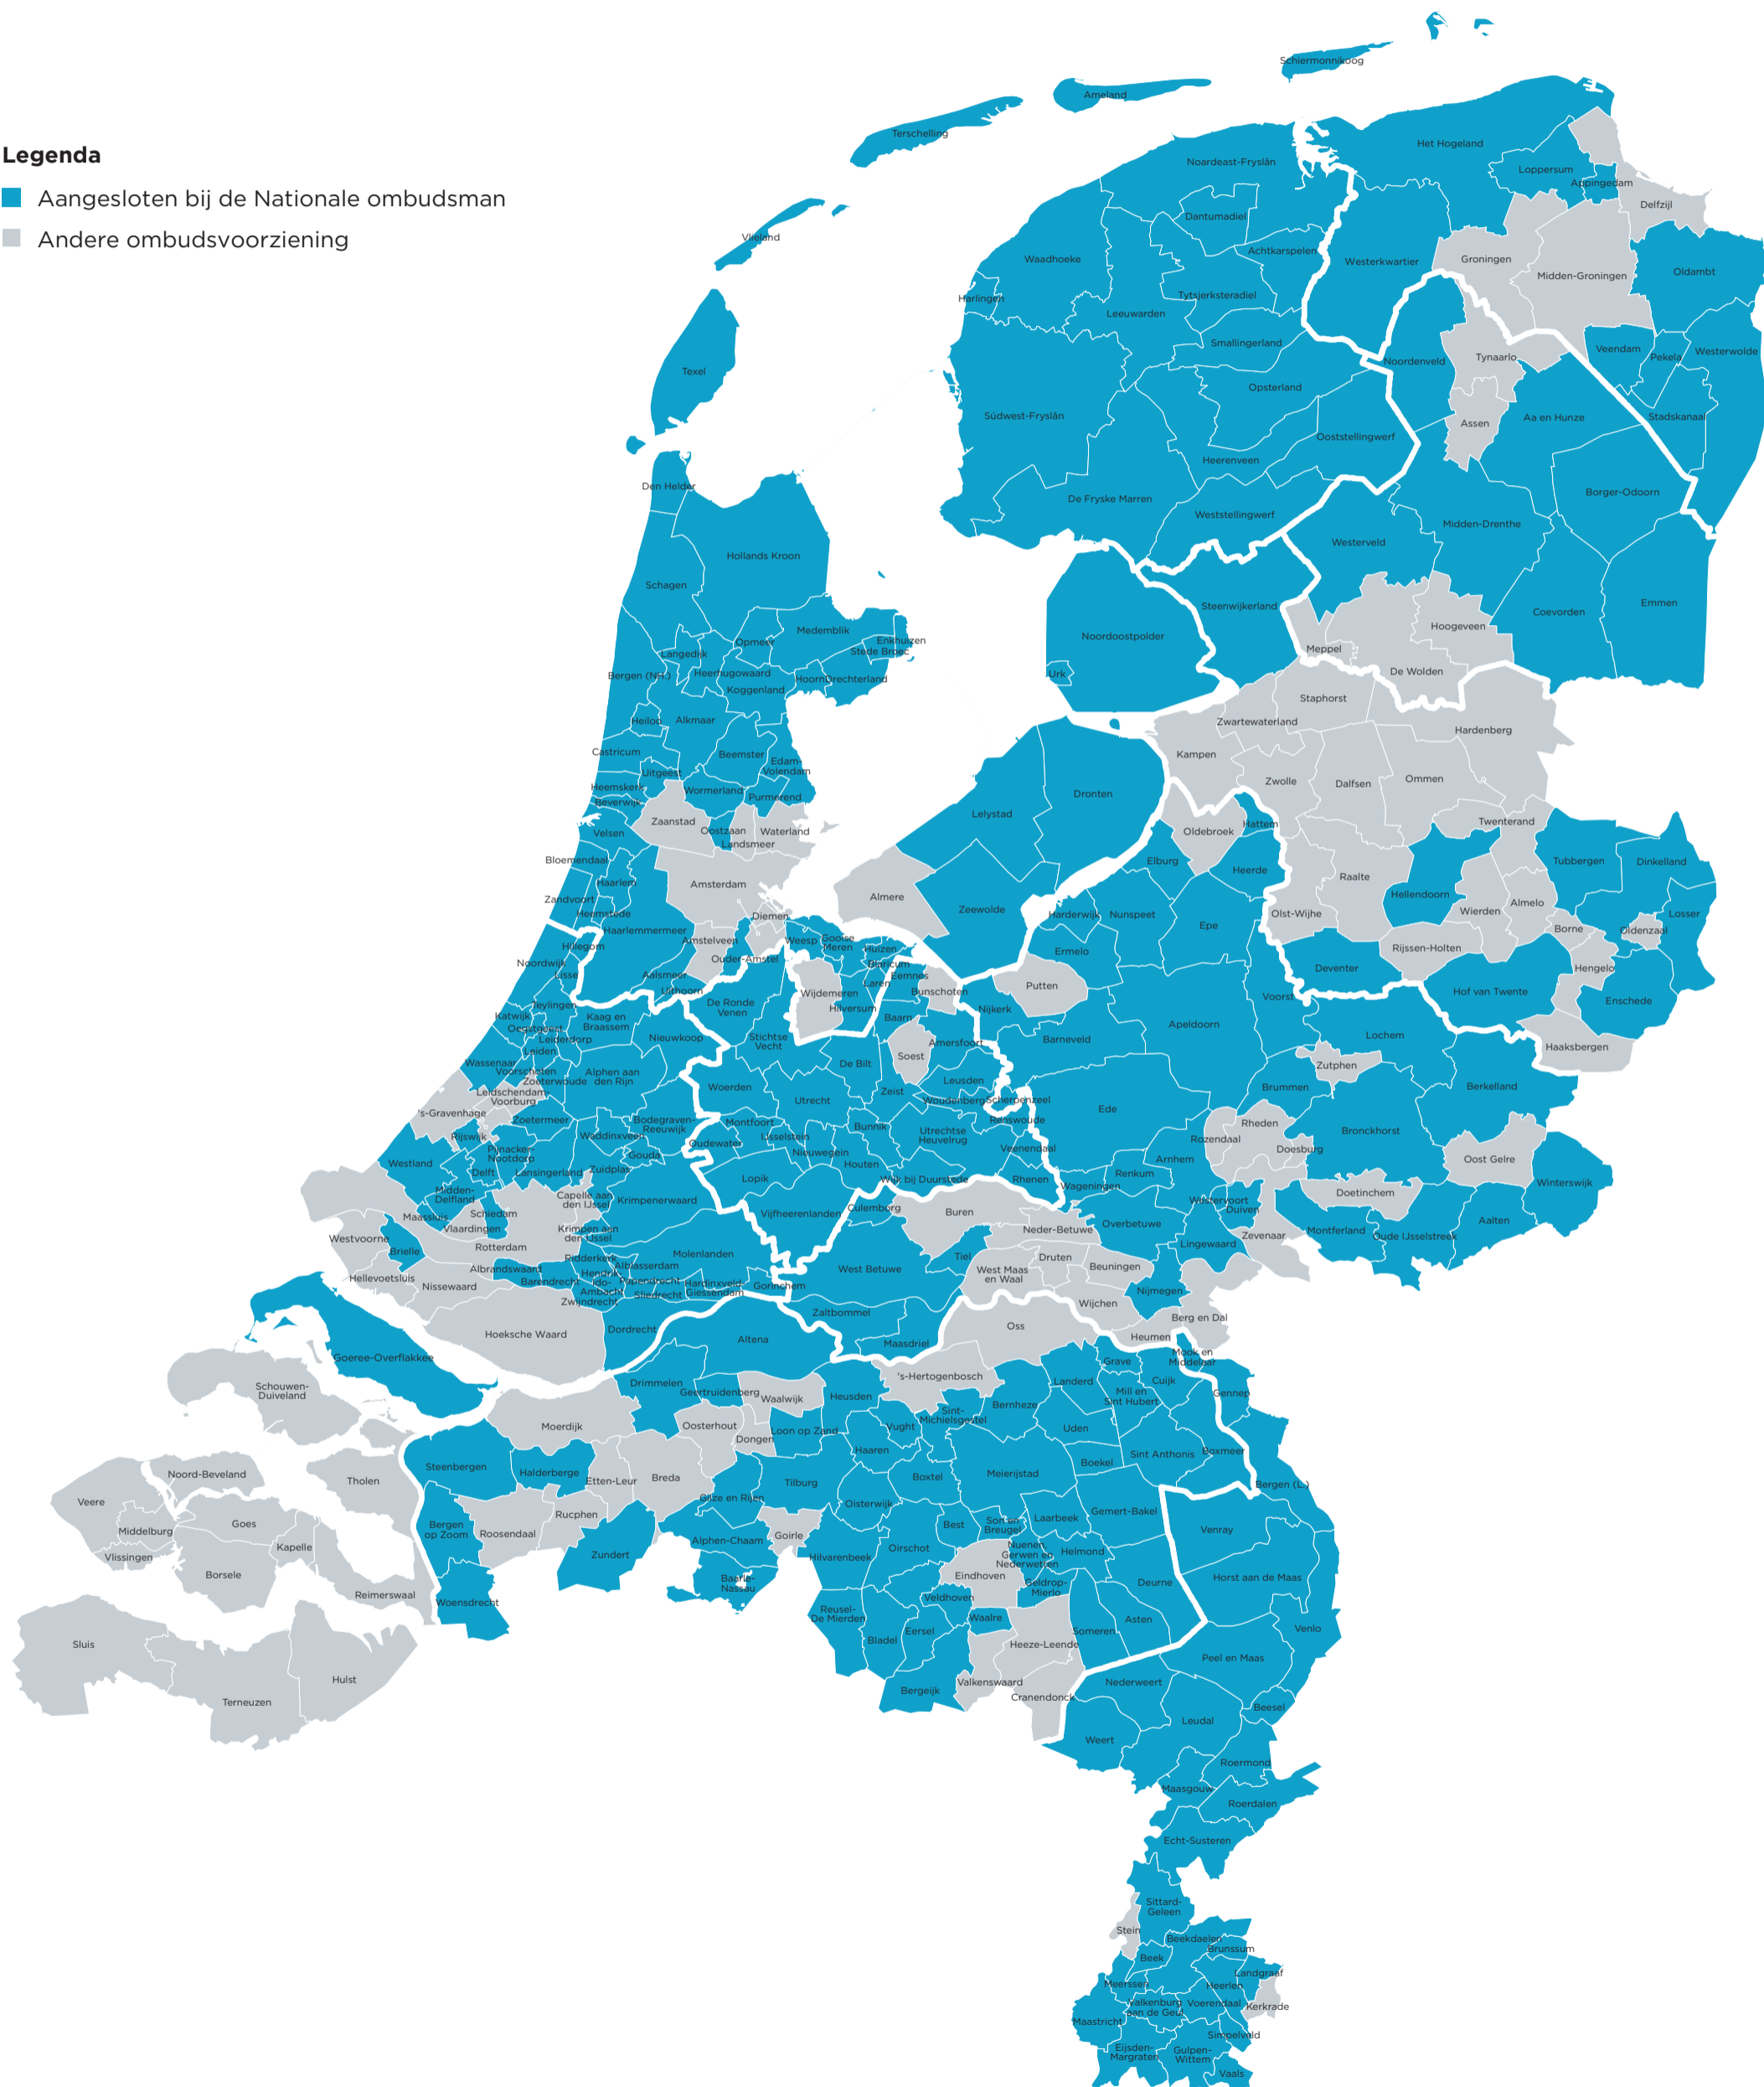 Legenda
Aangesloten bij de Nationale ombudsman
Andere ombudsvoorziening
Schiermonnikoog
Ameland
Terschelling
Vlieland
Texel
Het Hogeland
Loppersum
Appingedam
Delfzijl
Noardeast-Fryslân
Dantumadiel
Achtkarspelen
Waadhoeke
Westerkwartier
Groningen
Midden-Groningen
Oldambt
Harlingen
Tytsjerksteradiel
Leeuwarden
Smallingerland
Noordenveld
Tynaarlo
Veendam
Pekela
Westerwolde
Opsterland
Súdwest-Fryslân
Assen
Aa en Hunze
Stadskanaal
Ooststellingwerf
Heerenveen
De Fryske Marren
Weststellingwerf
Borger-Odoorn
Midden-Drenthe
Westerveld
Den Helder
Hollands Kroon
Schagen
Steenwijkerland
Coevorden
Emmen
Noordoostpolder
Urk
Hoogeveen
Meppel
De Wolden
Medemblik
Opmeer
Enkhuizen
Stede Broec
Langedijk
Bergen (NH.)
Heerhugowaard
Koggenland
Hoorn
Drechterland
Heiloo
Alkmaar
Castricum
Beemster
Edam-
Volendam
Uitgeest
Heemskerk
Wormerland
Purmerend
Beverwijk
Zaanstad
Oostzaan
Waterland
Landsmeer
Velsen
Staphorst
Zwartewaterland
Hardenberg
Kampen
Zwolle
Dalfsen
Ommen
Dronten
Lelystad
Oldebroek
Hattem
Twenterand
Bloemendaal
Haarlem
Zandvoort
Heemstede
Haarlemmermeer
Amsterdam
Diemen
Almere
Zeewolde
Elburg
Heerde
Harderwijk
Nunspeet
Epe
Ermelo
Raalte
Olst-Wijhe
Hellendoorn
Wierden
Almelo
Tubbergen
Dinkelland
Losser
Borne
Oldenzaal
Rijssen-Holten
Hengelo
Deventer
Hof van Twente
Enschede
Haaksbergen
Hillegom
Noordwijk
Lisse
Amstelveen
Ouder-Amstel
Aalsmeer
Uithoorn
Weesp
Gooise
Meren
Huizen
Blaricum
Laren
Eemnes
Bunschoten
Wijdemeren
Hilversum
Baarn
Putten
Nijkerk
Voorst
Apeldoorn
Barneveld
Lochem
Zutphen
Teylingen
Katwijk
Oegstgeest
Leiderdorp
Leiden
Kaag en
Braassem
Nieuwkoop
De Ronde
Venen
Stichtse
Vecht
De Bilt
Soest
Amersfoort
Leusden
Zeist
Woudenberg
Scherpenzeel
Renswoude
Wassenaar
Voorschoten
Zoeterwoude
Leidschendam-
Voorburg
Alphen aan
den Rijn
Woerden
Utrecht
Ede
Brummen
Berkelland
's-Gravenhage
Zoetermeer
Rijswijk
Pijnacker-
Nootdorp
Waddinxveen
Bodegraven-
Reeuwijk
Gouda
Montfoort
Oudewater
IJsselstein
Nieuwegein
Bunnik
Utrechtse
Heuvelrug
Veenendaal
Houten
Wijk bij Duurstede
Rhenen
Westland
Delft
Lansingerland
Zuidplas
Lopik
Midden-
Delfland
Maassluis
Vlaardingen
Schiedam
Capelle aan
den IJssel
Krimpenerwaard
Krimpen aan
den IJssel
Rotterdam
Vijfheerenlanden
Culemborg
Buren
Rozendaal
Rheden
Doesburg
Arnhem
Renkum
Wageningen
Bronckhorst
Oost Gelre
Winterswijk
Doetinchem
Westervoort
Duiven
Zevenaar
Montferland
Oude IJsselstreek
Aalten
Neder-Betuwe
Overbetuwe
Lingewaard
Tiel
Druten
Beuningen
West Maas
en Waal
West Betuwe
Nijmegen
Wijchen
Berg en Dal
Heumen
Westvoorne
Brielle
Hellevoetsluis
Nissewaard
Albrandswaard
Barendrecht
Ridderkerk
Hendrik-
Ido-
Ambacht
Zwijndrecht
Alblasserdam
Papendrecht
Sliedrecht
Molenlanden
Hardinxveld-
Giessendam
Gorinchem
Zaltbommel
Maasdriel
Hoeksche Waard
Dordrecht
Goeree-Overflakkee
Altena
Oss
's-Hertogenbosch
Mook en
Middelaar
Grave
Cuijk
Landerd
Mill en
Sint Hubert
Gennep
Schouwen-
Duiveland
Drimmelen
Geertruidenberg
Waalwijk
Heusden
Moerdijk
Oosterhout
Dongen
Loon op Zand
Vught
Sint-
Michielsgestel
Bernheze
Uden
Haaren
Sint Anthonis
Boxmeer
Boekel
Bergen (L.)
Steenbergen
Halderberge
Etten-Leur
Breda
Tilburg
Boxtel
Meierijstad
Noord-Beveland
Tholen
Veere
Middelburg
Vlissingen
Goes
Kapelle
Borsele
Reimerswaal
Bergen
op Zoom
Roosendaal
Rucphen
Gilze en Rijen
Oisterwijk
Gemert-Bakel
Laarbeek
Best
Son en
Breugel
Venray
Alphen-Chaam
Goirle
Oirschot
Nuenen,
Gerwen en
Nederwetten
Helmond
Zundert
Baarle-
Nassau
Hilvarenbeek
Eindhoven
Geldrop-
Mierlo
Deurne
Horst aan de Maas
Woensdrecht
Reusel-
De Mierden
Veldhoven
Waalre
Asten
Someren
Bladel
Eersel
Heeze-Leende
Venlo
Sluis
Terneuzen
Hulst
Bergeijk
Valkenswaard
Cranendonck
Nederweert
Peel en Maas
Beesel
Leudal
Weert
Roermond
Maasgouw
Roerdalen
Echt-Susteren
Sittard-
Geleen
Stein
Beekdaelen
Brunssum
Beek
Landgraaf
Meerssen
Heerlen
Valkenburg
aan de Geul
Voerendaal
Kerkrade
Maastricht
Simpelveld
Eijsden-
Margraten
Gulpen-
Wittem
Vaals